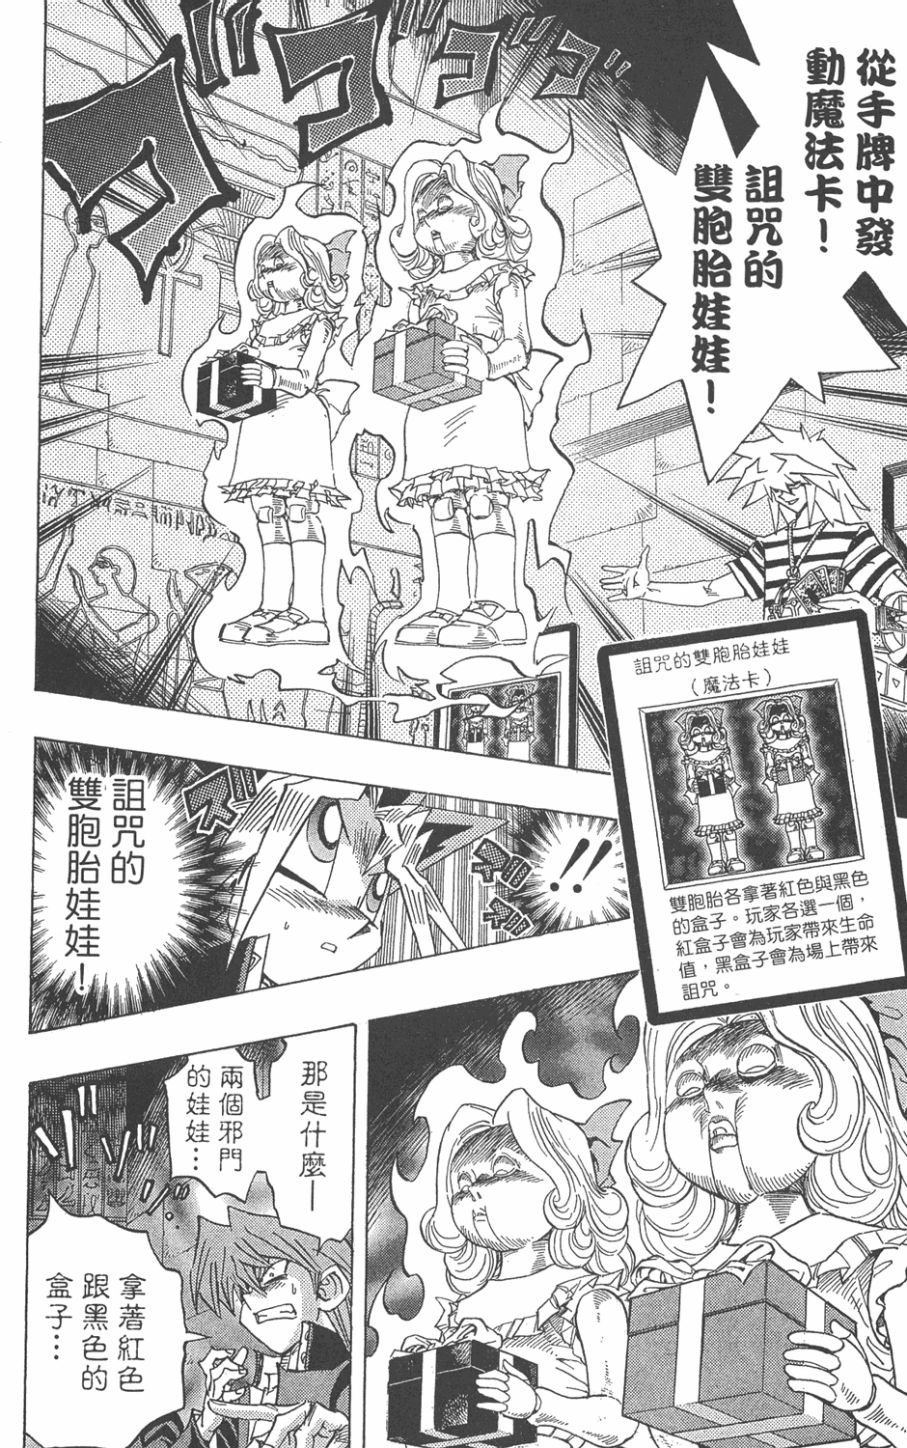 從手牌中發
動魔法卡！
詛咒的
雙胞胎娃娃！
ゴゴゴゴゴ
詛咒的雙胞胎娃娃
（魔法卡）
雙胞胎各拿著紅色與黑色
的盒子。玩家各選一個，
紅盒子會為玩家帶來生命
值，黑盒子會為場上帶來
詛咒。
!!
詛咒的
雙胞胎娃娃！
那是什麼—
兩個邪門
的娃娃…
拿著紅色
跟黑色的
盒子…